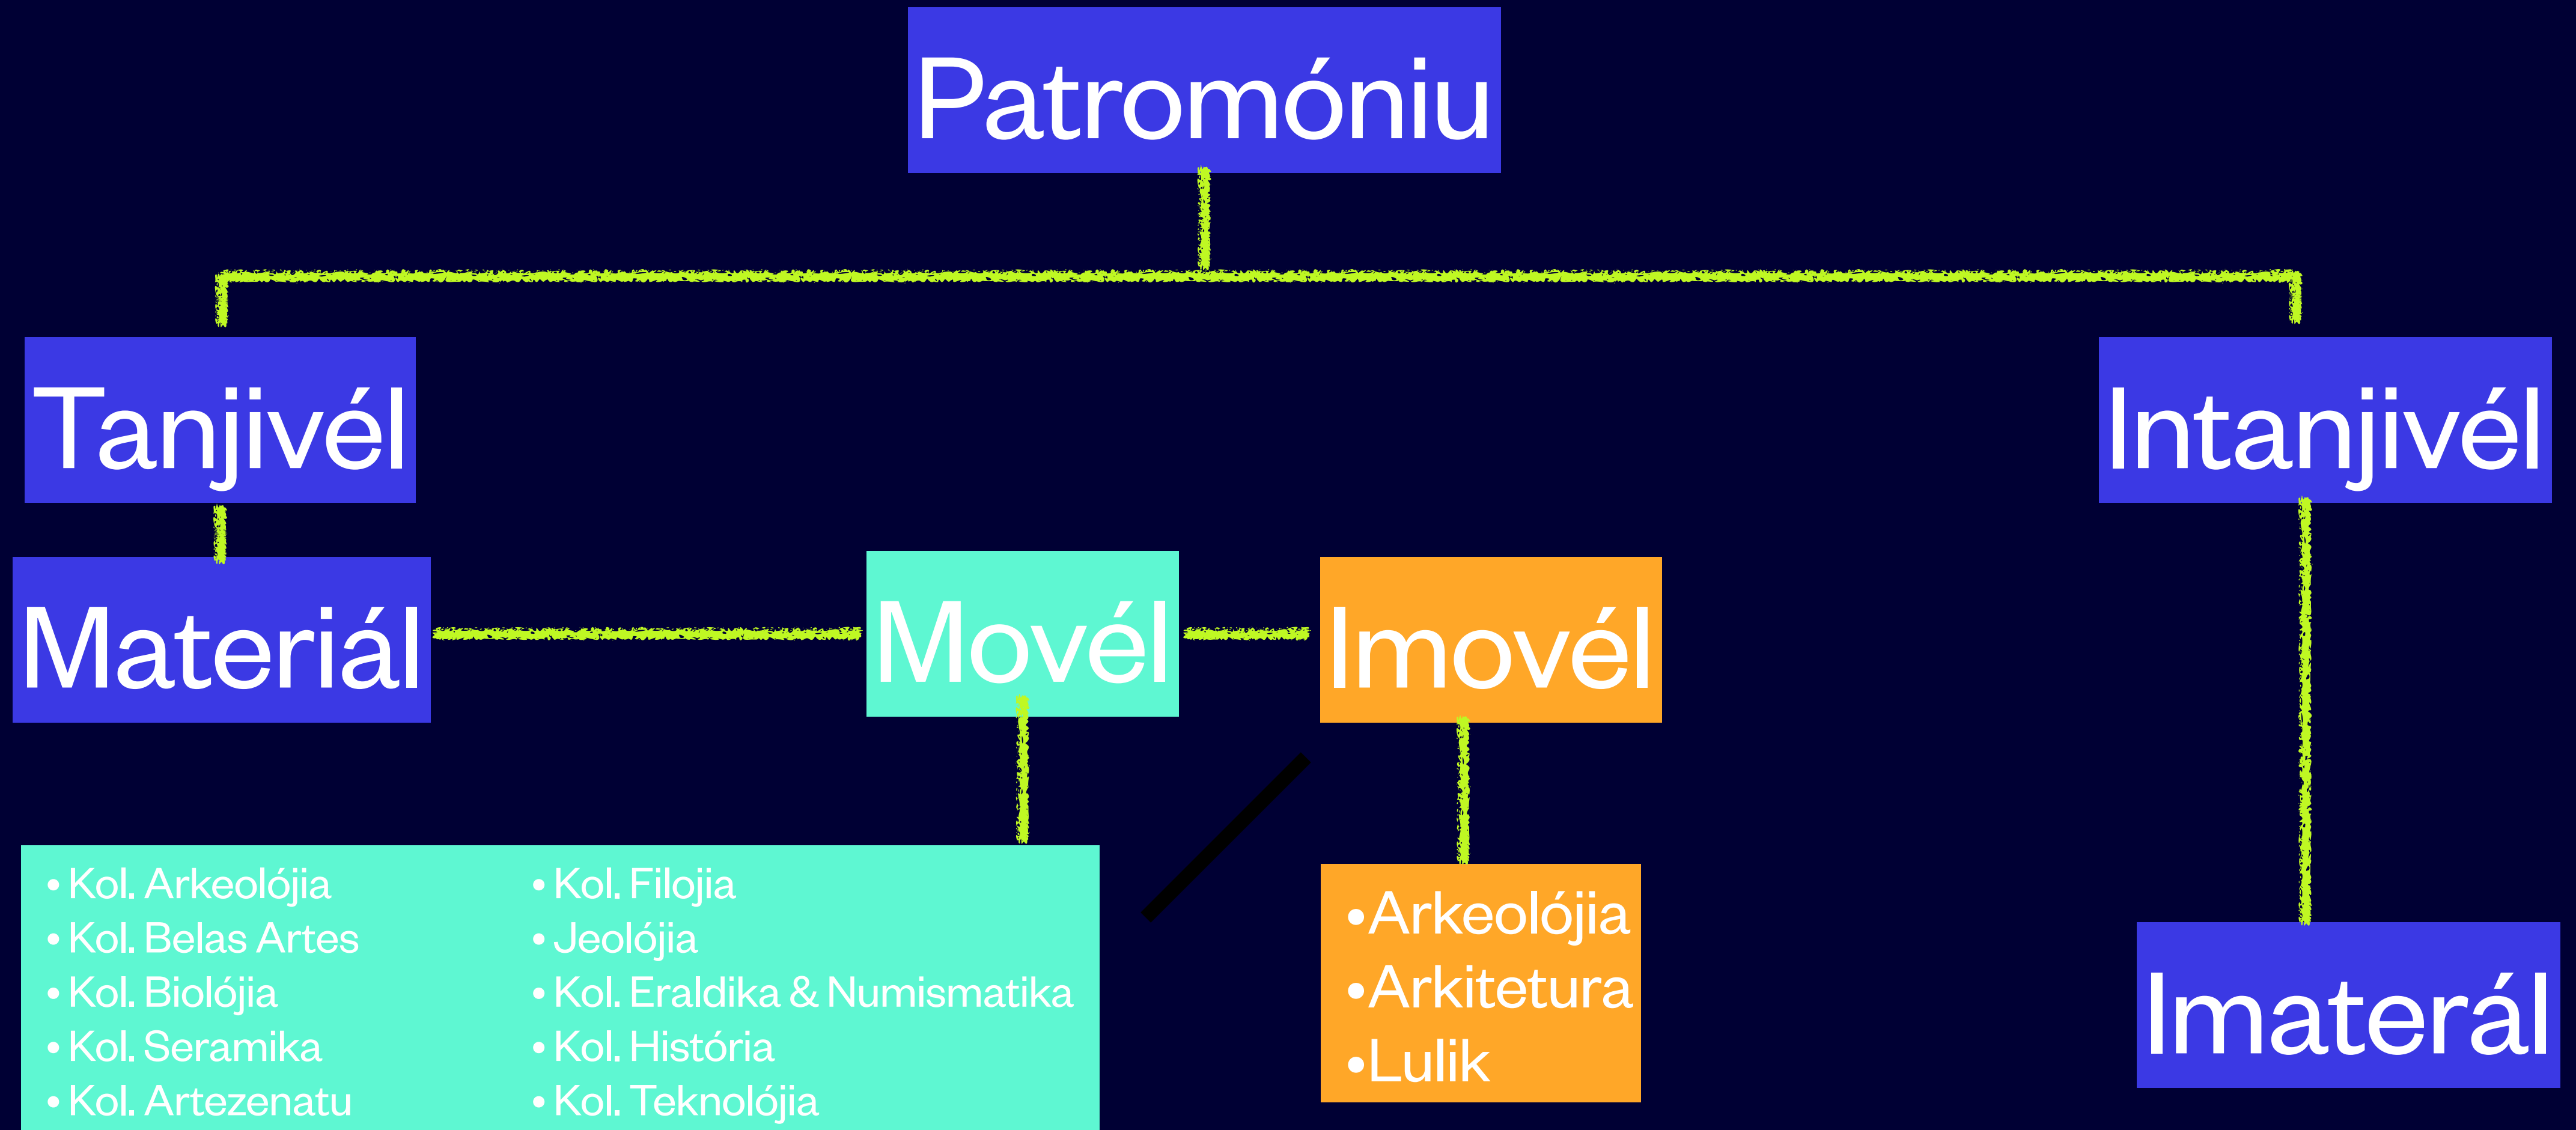 Patromóniu
Tanjivél
Intanjivél
Materiál
Movél
Imovél
• Kol. Arkeolójia
• Kol. Belas Artes
• Kol. Biolójia
• Kol. Seramika
• Kol. Artezenatu
• Kol. Filojia
• Jeolójia
• Kol. Eraldika & Numismatika
• Kol. Istória
• Kol. Teknolójia
•Arkeolójia
•Arkitetura
•Lulik
Imaterál